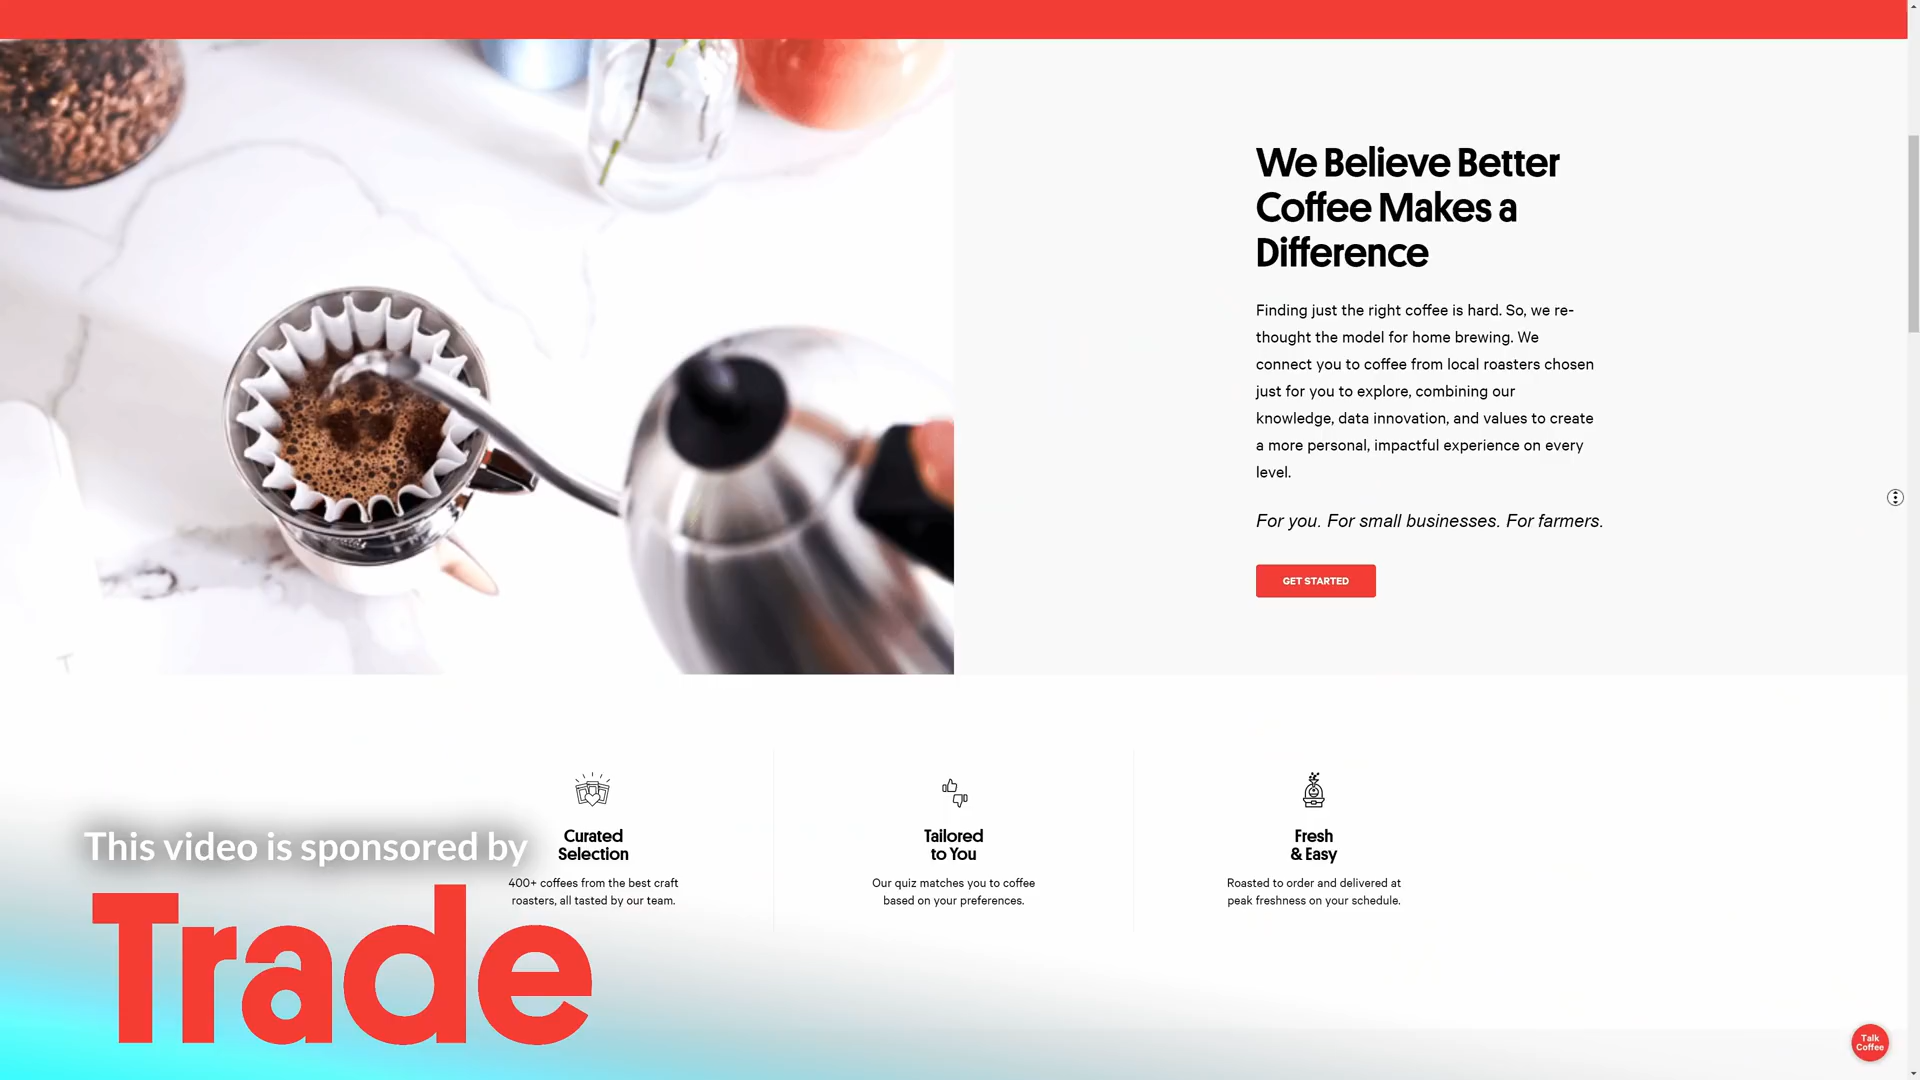 We Believe Better
Coffee Makes a
Difference
Finding just the right coffee is hard. So, we re-
thought the model for home brewing. We
connect you to coffee from local roasters chosen
just for you to explore, combining our
knowledge, data innovation, and values to create
a more personal, impactful experience on every
level.
For you. For small businesses. For farmers.
GET STARTED
Curated
Selection
400+ coffees from the best craft
roasters, all tasted by our team.
Tailored
to You
Our quiz matches you to coffee
based on your preferences.
Fresh
& Easy
Roasted to order and delivered at
peak freshness on your schedule.
This video is sponsored by
Trade
Talk
Coffee